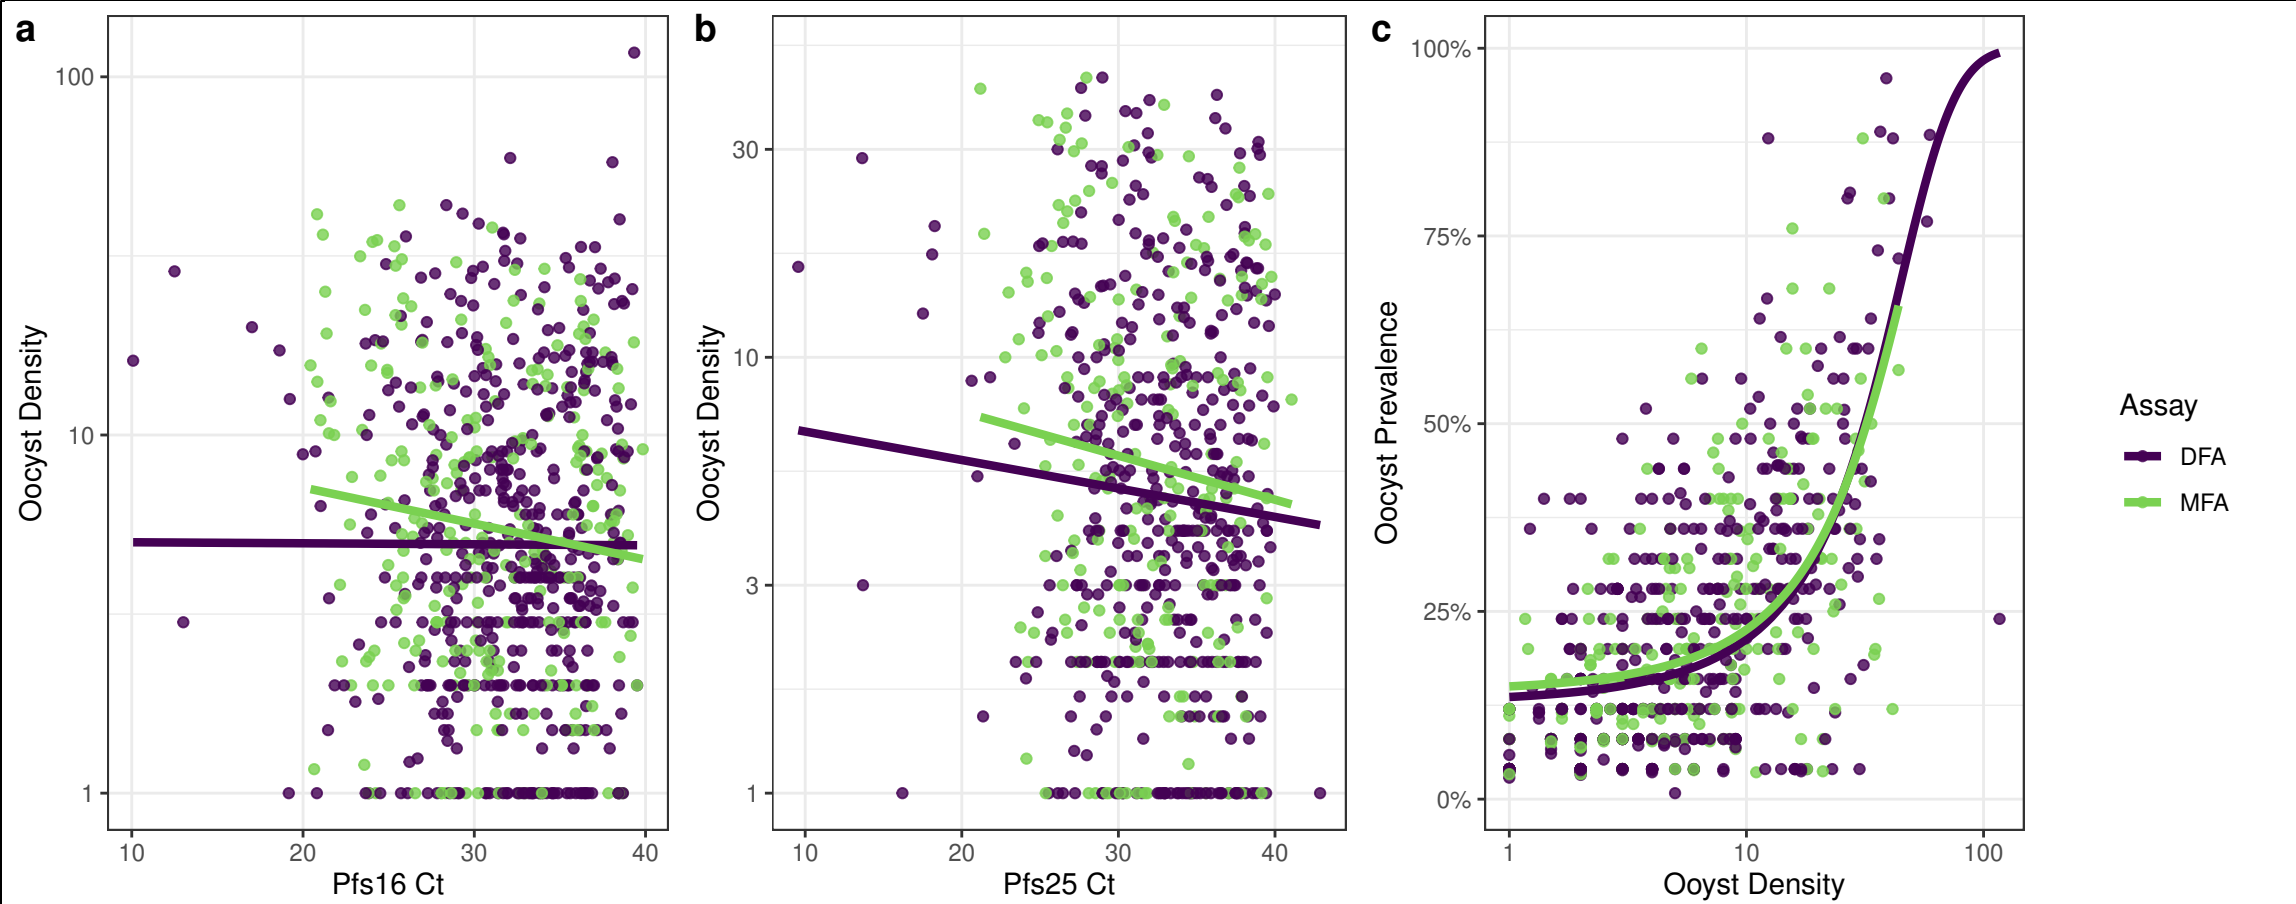 a
100
10
1
10 20 30 40
Oocyst Density
Pfs16 Ct
b
30
10
3
1
10 20 30 40
Oocyst Density
Pfs25 Ct
c
100%
75%
50%
25%
0%
1 10 100
Oocyst Prevalence
Ooyst Density
Assay
DFA
MFA